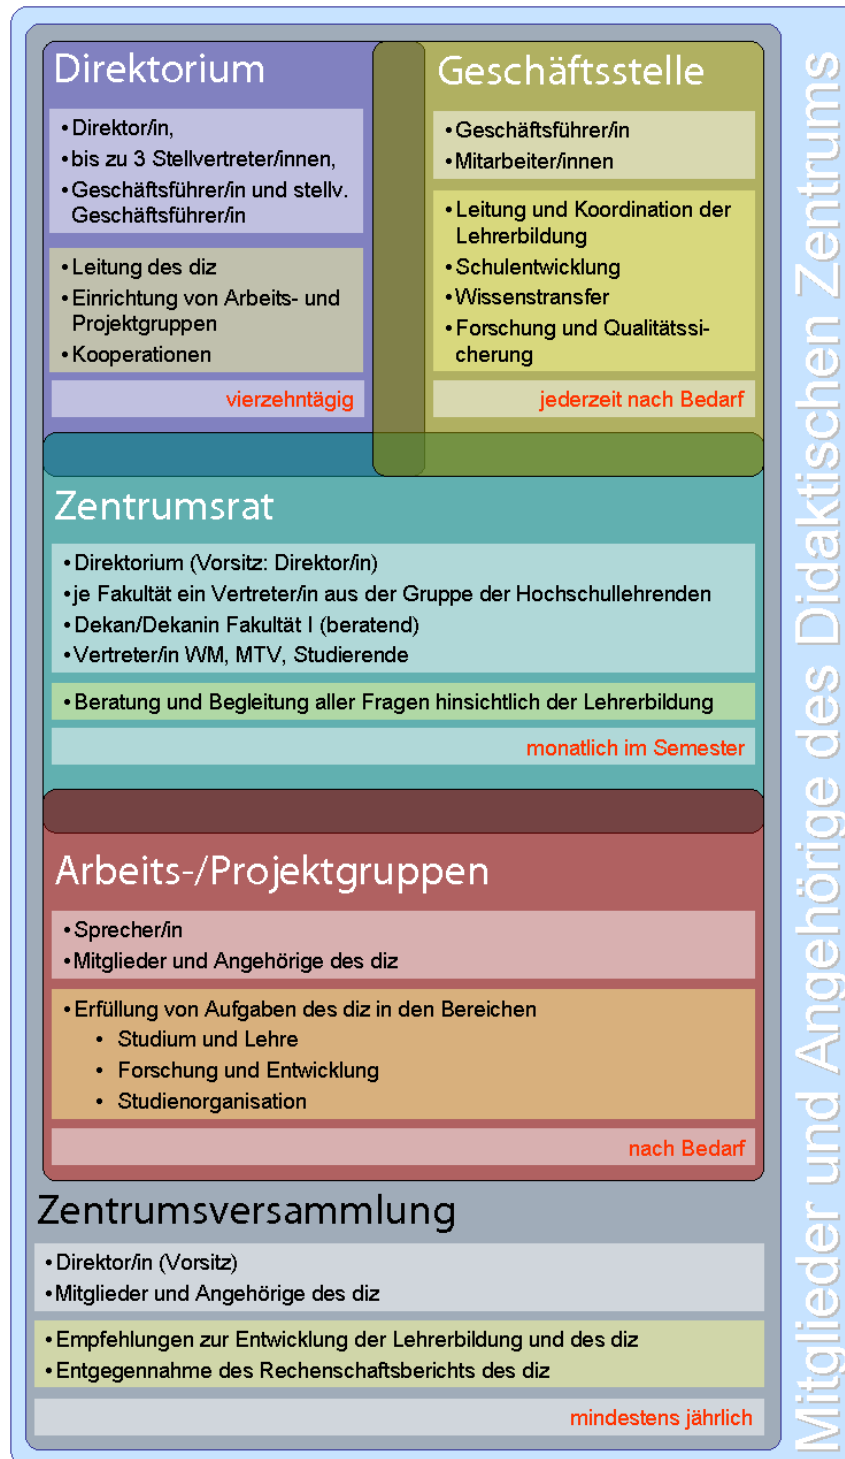 Direktorium
•Direktor/in,
•bis zu 3 Stellvertreter/innen,
•Geschäftsführer/in und stellv.
Geschäftsführer/in
•Leitung des diz
•Einrichtung von Arbeits- und
Projektgruppen
•Kooperationen
vierzehntägig
Geschäftsstelle
•Geschäftsführer/in
•Mitarbeiter/innen
•Leitung und Koordination der
Lehrerbildung
•Schulentwicklung
•Wissenstransfer
•Forschung und Qualitätssi-
cherung
jederzeit nach Bedarf
Zentrumsrat
•Direktorium (Vorsitz: Direktor/in)
•je Fakultät ein Vertreter/in aus der Gruppe der Hochschullehrenden
•Dekan/Dekanin Fakultät I (beratend)
•Vertreter/in WM, MTV, Studierende
•Beratung und Begleitung aller Fragen hinsichtlich der Lehrerbildung
monatlich im Semester
Arbeits-/Projektgruppen
•Sprecher/in
•Mitglieder und Angehörige des diz
•Erfüllung von Aufgaben des diz in den Bereichen
• Studium und Lehre
• Forschung und Entwicklung
• Studienorganisation
nach Bedarf
Zentrumsversammlung
•Direktor/in (Vorsitz)
•Mitglieder und Angehörige des diz
•Empfehlungen zur Entwicklung der Lehrerbildung und des diz
•Entgegennahme des Rechenschaftsberichts des diz
mindestens jährlich
Mitglieder und Angehörige des Didaktischen Zentrums